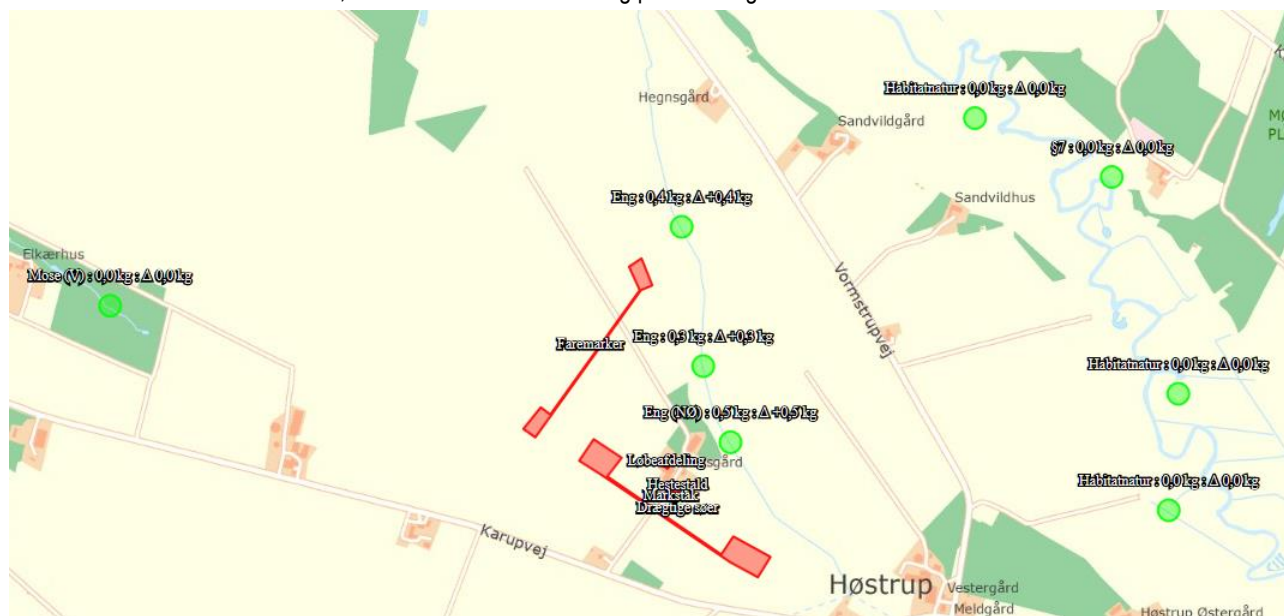 Hegnsgård
Habitatnatur : 0,0 kg : Δ 0,0 kg
Sandvildgård
§7 : 0,0 kg : Δ 0,0 kg
Eng : 0,4 kg : Δ +0,4 kg
Sandvildhus
Elkærhus
Mose (V) : 0,0 kg : Δ 0,0 kg
Vormstrupvej
Faremarker
Eng : 0,3 kg : Δ +0,3 kg
Habitatnatur : 0,0 kg : Δ 0,0 kg
Eng (NØ) : 0,5 kg : Δ +0,5 kg
Løbeafdeling
Hestestald
Markstak
Drægtige søer
Habitatnatur : 0,0 kg : Δ 0,0 kg
Karupvej
Høstrup
Vestergård
Meldgård
Høstrup Østergård